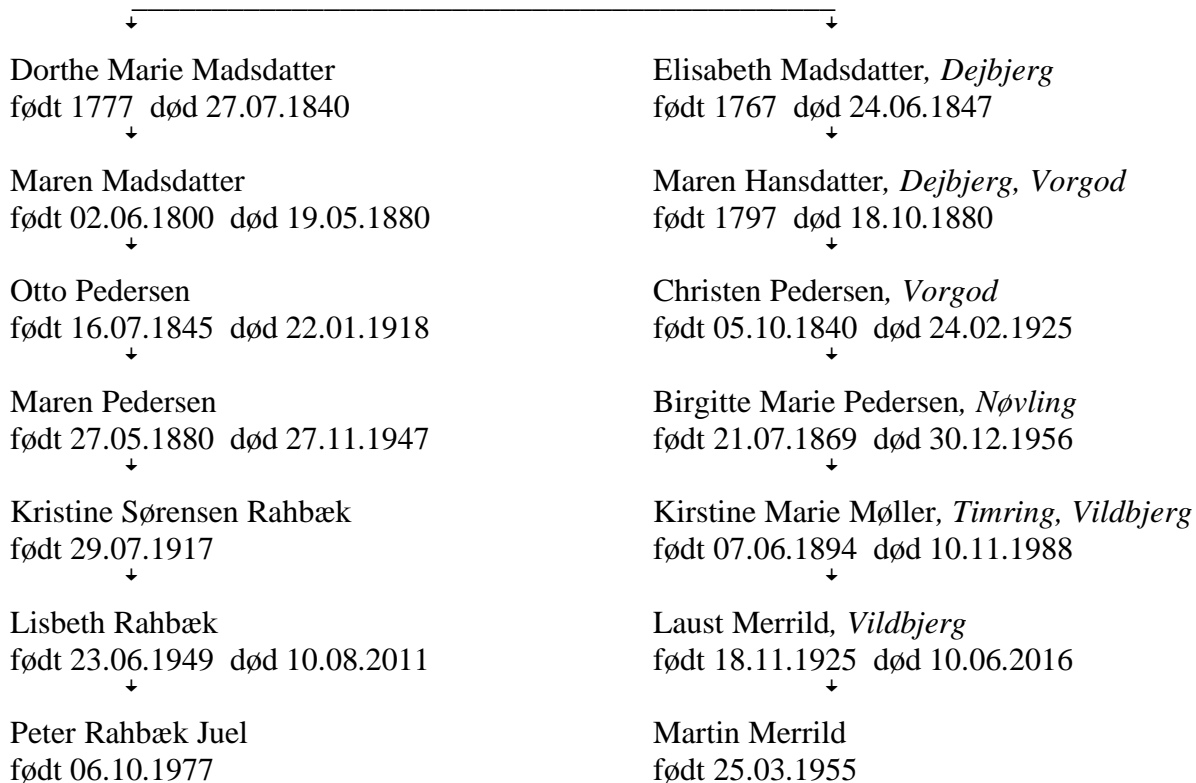 Dorthe Marie Madsdatter
født 1777 død 27.07.1840
Maren Madsdatter
født 02.06.1800 død 19.05.1880
Otto Pedersen
født 16.07.1845 død 22.01.1918
Maren Pedersen
født 27.05.1880 død 27.11.1947
Kristine Sørensen Rahbæk
født 29.07.1917
Lisbeth Rahbæk
født 23.06.1949 død 10.08.2011
Peter Rahbæk Juel
født 06.10.1977
Elisabeth Madsdatter, Dejbjerg
født 1767 død 24.06.1847
Maren Hansdatter, Dejbjerg, Vorgod
født 1797 død 18.10.1880
Christen Pedersen, Vorgod
født 05.10.1840 død 24.02.1925
Birgitte Marie Pedersen, Nøvling
født 21.07.1869 død 30.12.1956
Kirstine Marie Møller, Timring, Vildbjerg
født 07.06.1894 død 10.11.1988
Laust Merrild, Vildbjerg
født 18.11.1925 død 10.06.2016
Martin Merrild
født 25.03.1955